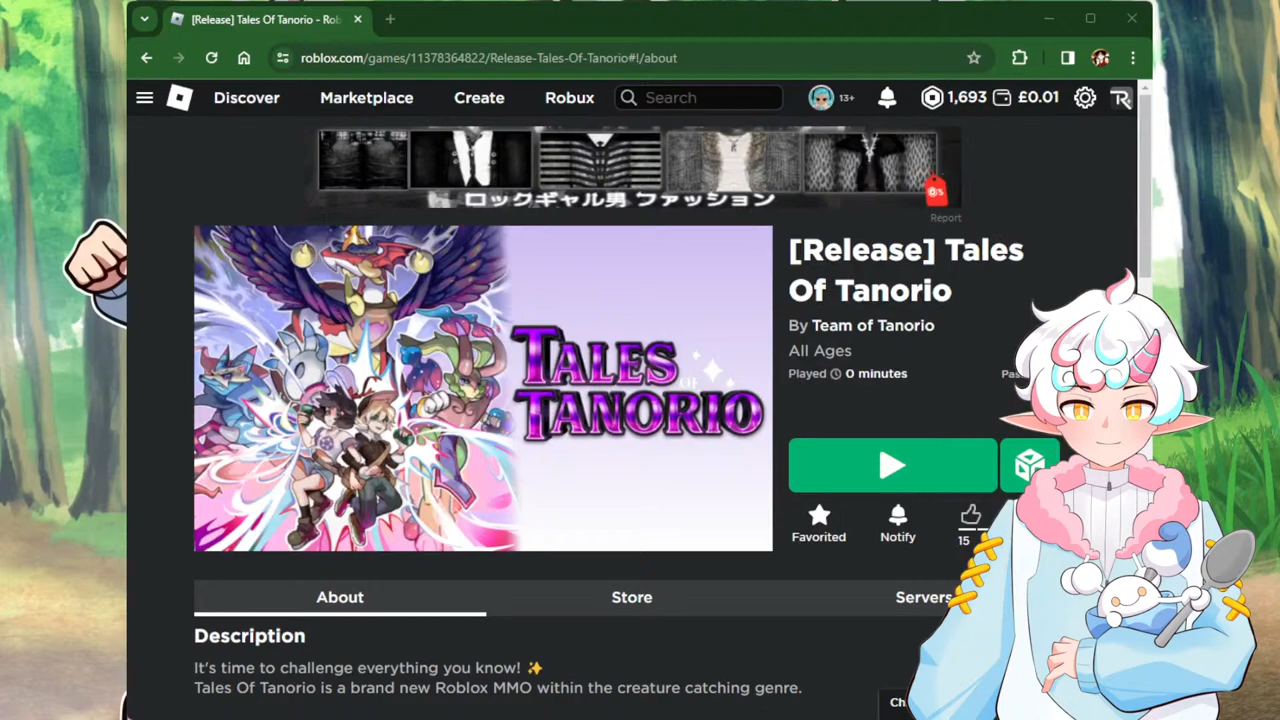 [Release] Tales Of Tanorio - Rob
roblox.com/games/11378364822/Release-Tales-Of-Tanorio#!/about
Discover
Marketplace
Create
Robux
Search
13+
1,693
£0.01
ロックギャル男 ファッション
Report
TALES
OF
TANORIO
[Release] Tales
Of Tanorio
By Team of Tanorio
All Ages
Played 0 minutes
Favorited
Notify
15
About
Store
Servers
Description
It's time to challenge everything you know! ✨
Tales Of Tanorio is a brand new Roblox MMO within the creature catching genre.